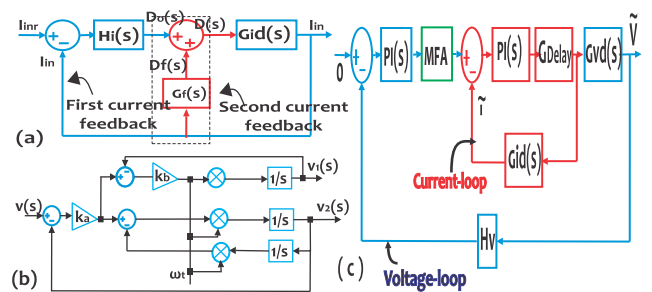 (a)
Iinr
+
-
Iin
Hi(s)
Do(s)
D(s)
+
+
Gid(s)
Iin
Df(s)
Gf(s)
First current
feedback
Second current
feedback
(b)
v(s)
+
-
ka
+
-
kb
1/s
v1(s)
+
-
1/s
v2(s)
1/s
ωt
(c)
0
+
-
PI(s)
MFA
+
-
PI(s)
GDelay
Gvd(s)
Ṽ
ĩ
Gid(s)
Current-loop
Hv
Voltage-loop